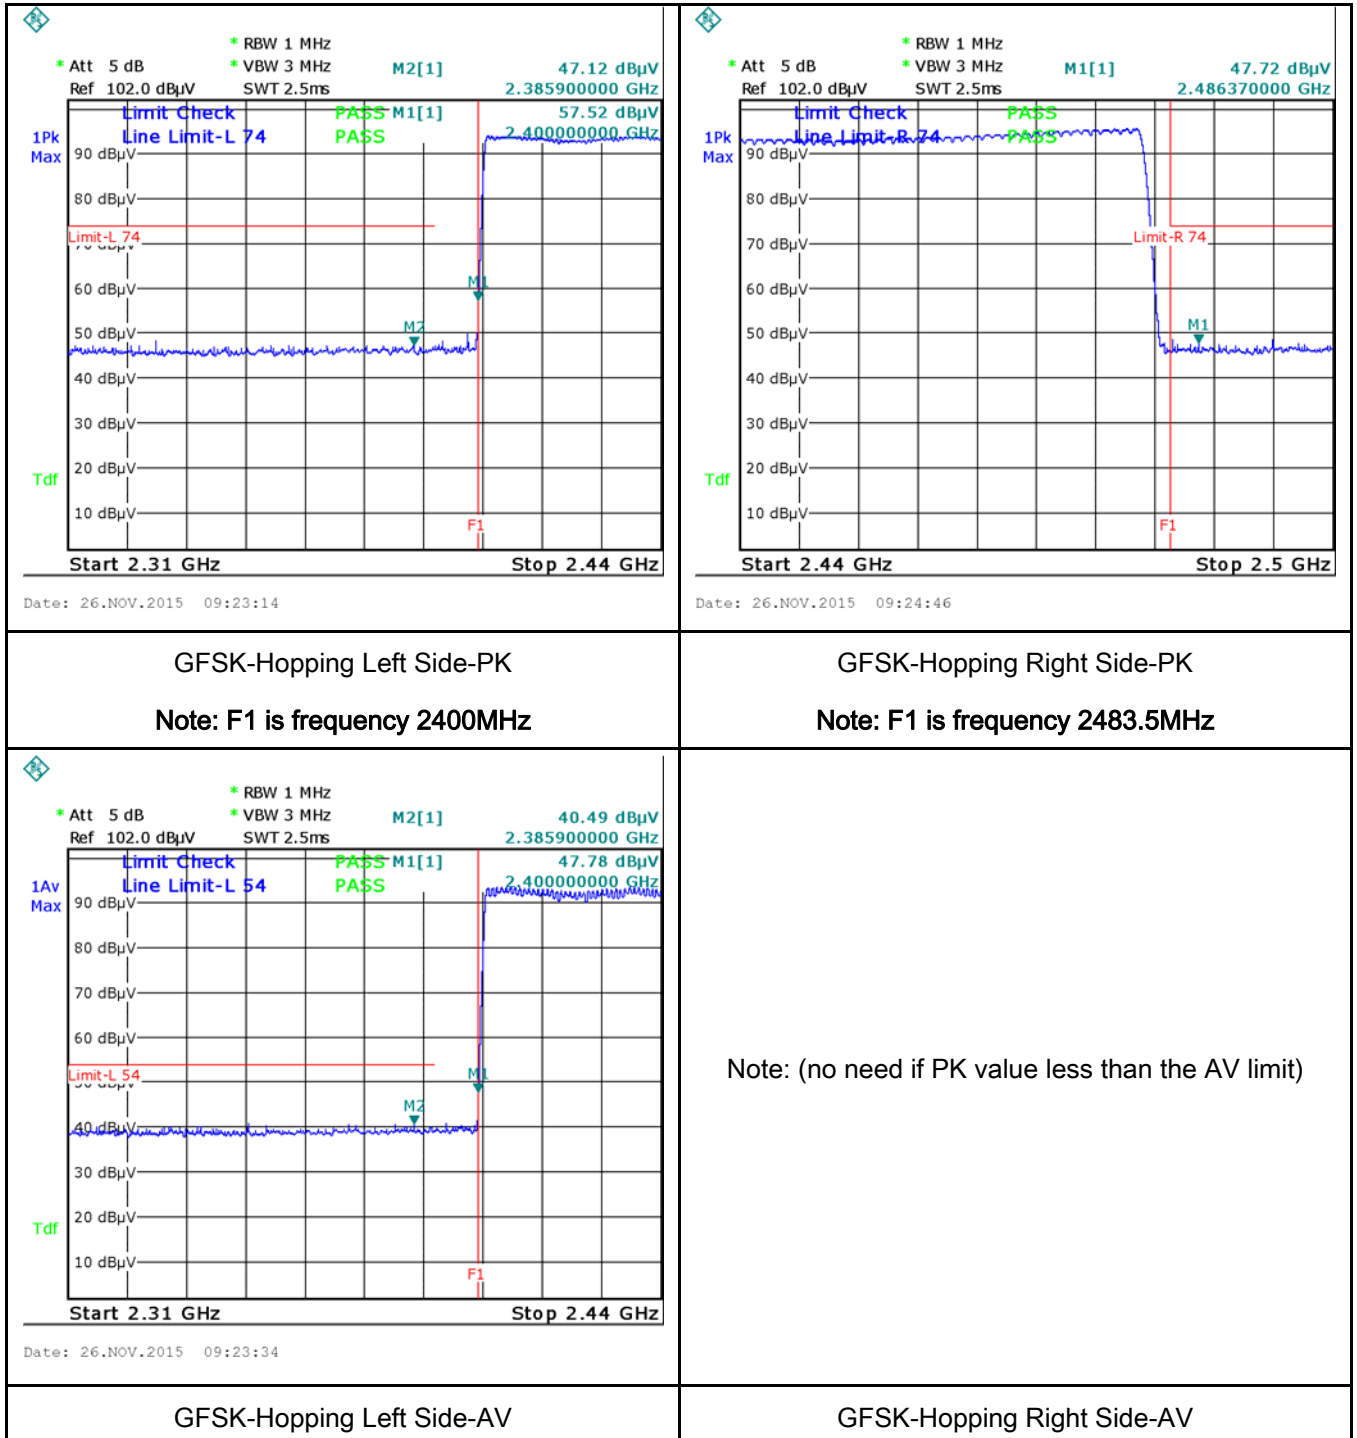 * RBW 1 MHz
* Att 5 dB * VBW 3 MHz M2[1] 47.12 dBµV
Ref 102.0 dBµV SWT 2.5ms 2.385900000 GHz
Limit Check PASS M1[1] 57.52 dBµV
1Pk Line Limit-L 74 PASS 2.400000000 GHz
Max 90 dBµV
80 dBµV
Limit-L 74
70 dBµV
60 dBµV
M1
50 dBµV
M2
40 dBµV
30 dBµV
20 dBµV
Tdf
10 dBµV
F1
Start 2.31 GHz Stop 2.44 GHz
Date: 26.NOV.2015 09:23:14
* RBW 1 MHz
* Att 5 dB * VBW 3 MHz M1[1] 47.72 dBµV
Ref 102.0 dBµV SWT 2.5ms 2.486370000 GHz
Limit Check PASS
1Pk Line Limit-R 74 PASS
Max 90 dBµV
80 dBµV
Limit-R 74
70 dBµV
60 dBµV
50 dBµV
M1
40 dBµV
30 dBµV
20 dBµV
Tdf
10 dBµV
F1
Start 2.44 GHz Stop 2.5 GHz
Date: 26.NOV.2015 09:24:46
GFSK-Hopping Left Side-PK
Note: F1 is frequency 2400MHz
GFSK-Hopping Right Side-PK
Note: F1 is frequency 2483.5MHz
* RBW 1 MHz
* Att 5 dB * VBW 3 MHz M2[1] 40.49 dBµV
Ref 102.0 dBµV SWT 2.5ms 2.385900000 GHz
Limit Check PASS M1[1] 47.78 dBµV
1Av Line Limit-L 54 PASS 2.400000000 GHz
Max 90 dBµV
80 dBµV
70 dBµV
60 dBµV
Limit-L 54
50 dBµV
M1
M2
40 dBµV
30 dBµV
20 dBµV
Tdf
10 dBµV
F1
Start 2.31 GHz Stop 2.44 GHz
Date: 26.NOV.2015 09:23:34
Note: (no need if PK value less than the AV limit)
GFSK-Hopping Left Side-AV
GFSK-Hopping Right Side-AV